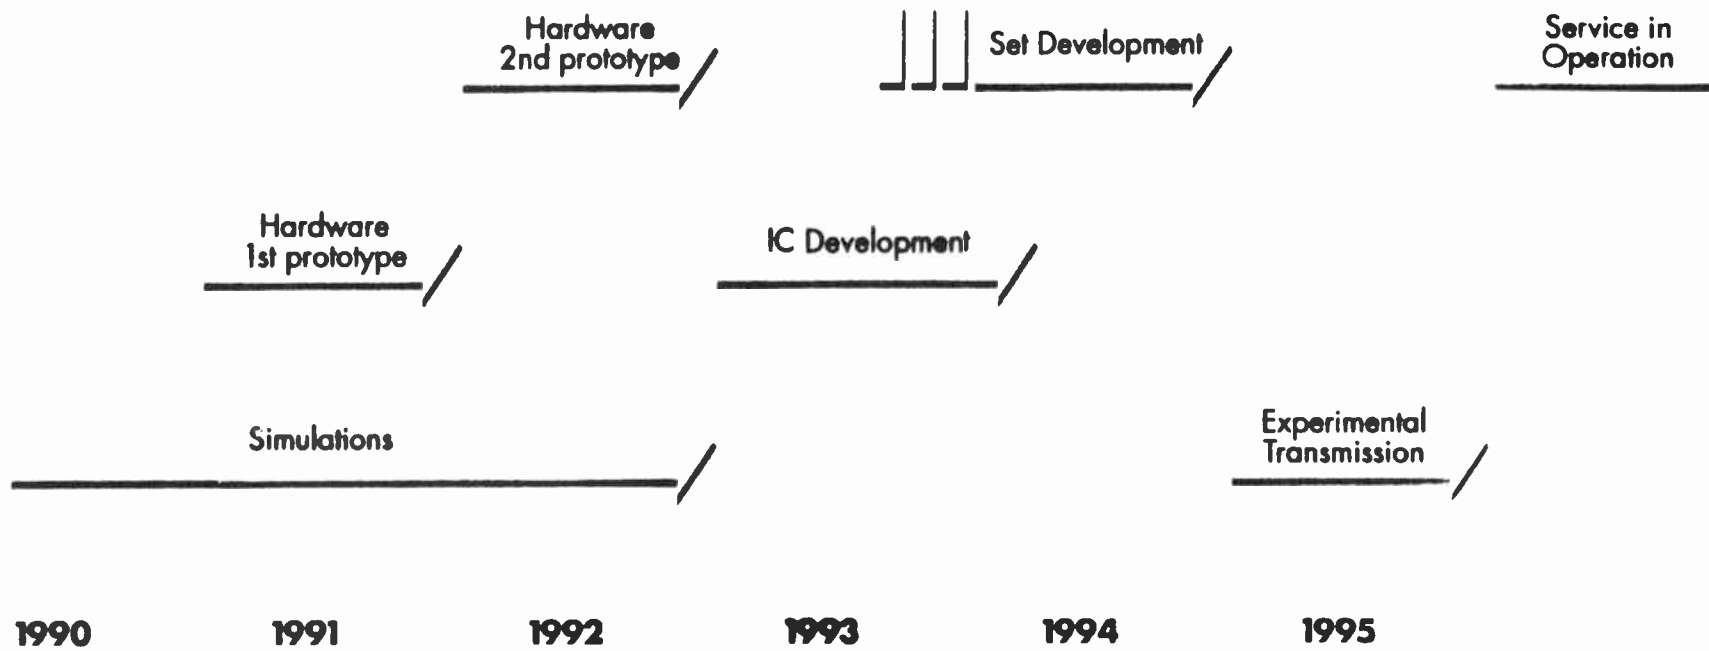 Hardware
2nd prototype
Set Development
Service in
Operation
Hardware
1st prototype
IC Development
Simulations
Experimental
Transmission
1990 1991 1992 1993 1994 1995